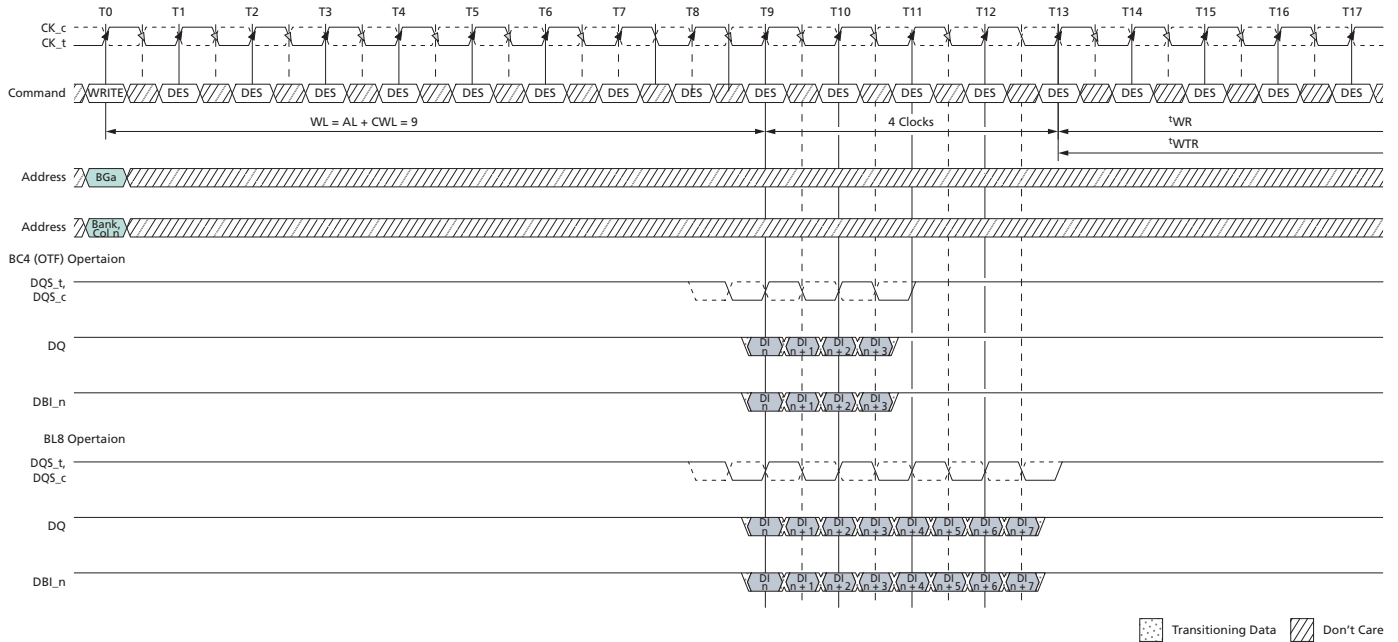 T0 T1 T2 T3 T4 T5 T6 T7 T8 T9 T10 T11 T12 T13 T14 T15 T16 T17
CK_c
CK_t
Command WRITE DES DES DES DES DES DES DES DES DES DES DES DES DES DES DES DES DES
WL = AL + CWL = 9 4 Clocks tWR
tWTR
Address BGa
Address Bank, Col n
BC4 (OTF) Opertaion
DQS_t,
DQS_c
DQ DI n DI n + 1 DI n + 2 DI n + 3
DBI_n DI n DI n + 1 DI n + 2 DI n + 3
BL8 Opertaion
DQS_t,
DQS_c
DQ DI n DI n + 1 DI n + 2 DI n + 3 DI n + 4 DI n + 5 DI n + 6 DI n + 7
DBI_n DI n DI n + 1 DI n + 2 DI n + 3 DI n + 4 DI n + 5 DI n + 6 DI n + 7
Transitioning Data Don't Care